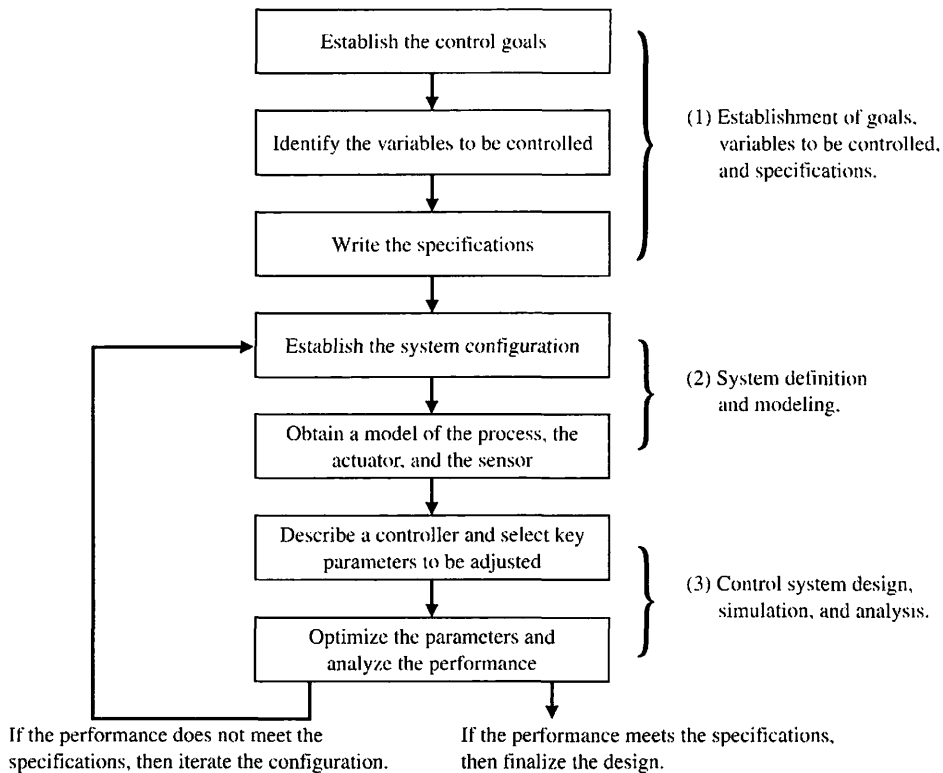 Establish the control goals
Identify the variables to be controlled
Write the specifications
(1) Establishment of goals,
variables to be controlled,
and specifications.
Establish the system configuration
Obtain a model of the process, the
actuator, and the sensor
(2) System definition
and modeling.
Describe a controller and select key
parameters to be adjusted
Optimize the parameters and
analyze the performance
(3) Control system design,
simulation, and analysis.
If the performance does not meet the
specifications, then iterate the configuration.
If the performance meets the specifications,
then finalize the design.